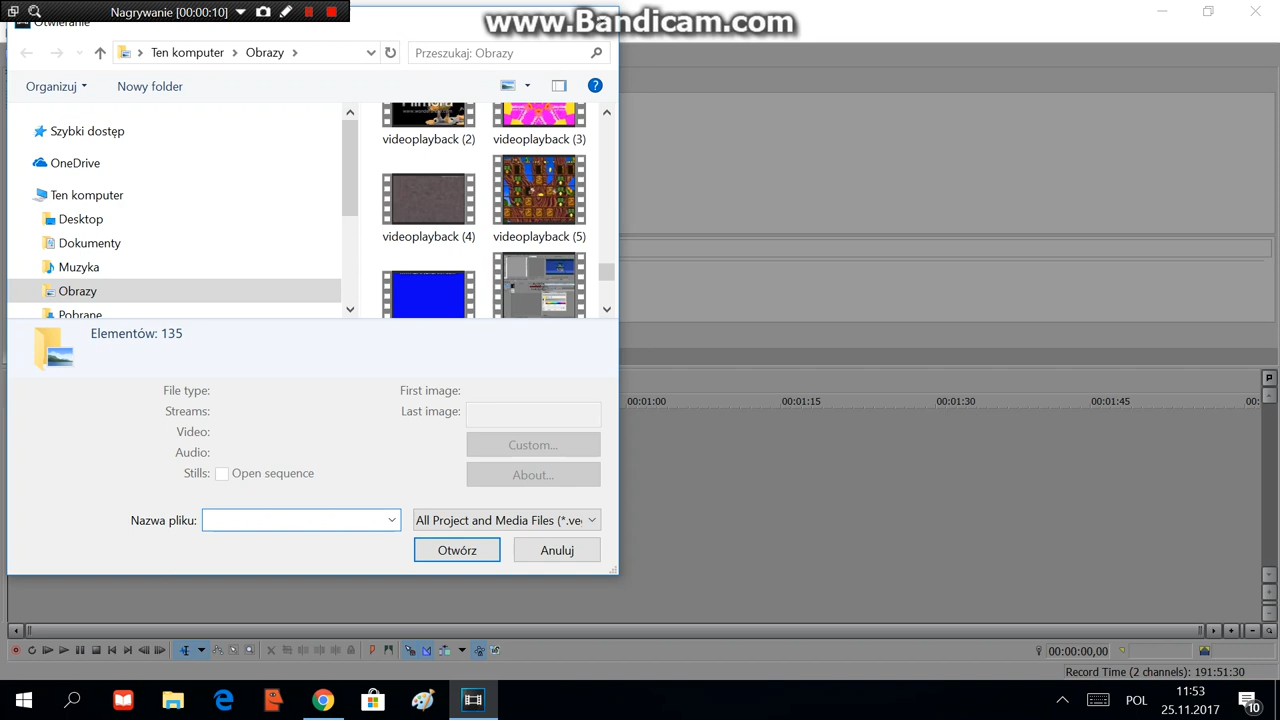 Nagrywanie [00:00:10]
www.Bandicam.com
Otwieranie
Ten komputer
Obrazy
Przeszukaj: Obrazy
Organizuj
Nowy folder
Szybki dostęp
OneDrive
Ten komputer
Desktop
Dokumenty
Muzyka
Obrazy
Pobrane
videoplayback (2)
videoplayback (3)
videoplayback (4)
videoplayback (5)
Elementów: 135
File type:
Streams:
Video:
Audio:
Stills:
Open sequence
First image:
Last image:
Custom...
About...
Nazwa pliku:
All Project and Media Files (*.ve
Otwórz
Anuluj
00:01:00
00:01:15
00:01:30
00:01:45
00:
00:00:00,00
Record Time (2 channels): 191:51:30
POL
11:53
25.11.2017
10